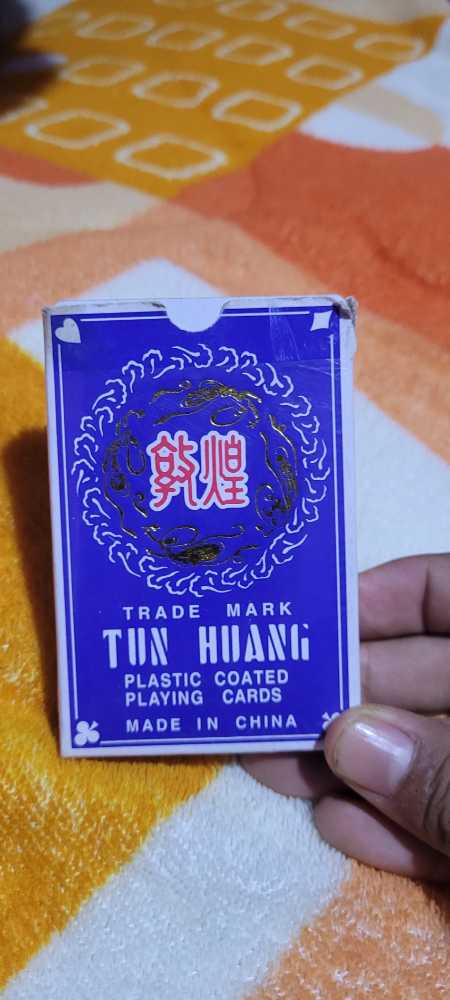 敦煌
TRADE MARK
TUN HUANG
PLASTIC COATED
PLAYING CARDS
MADE IN CHINA